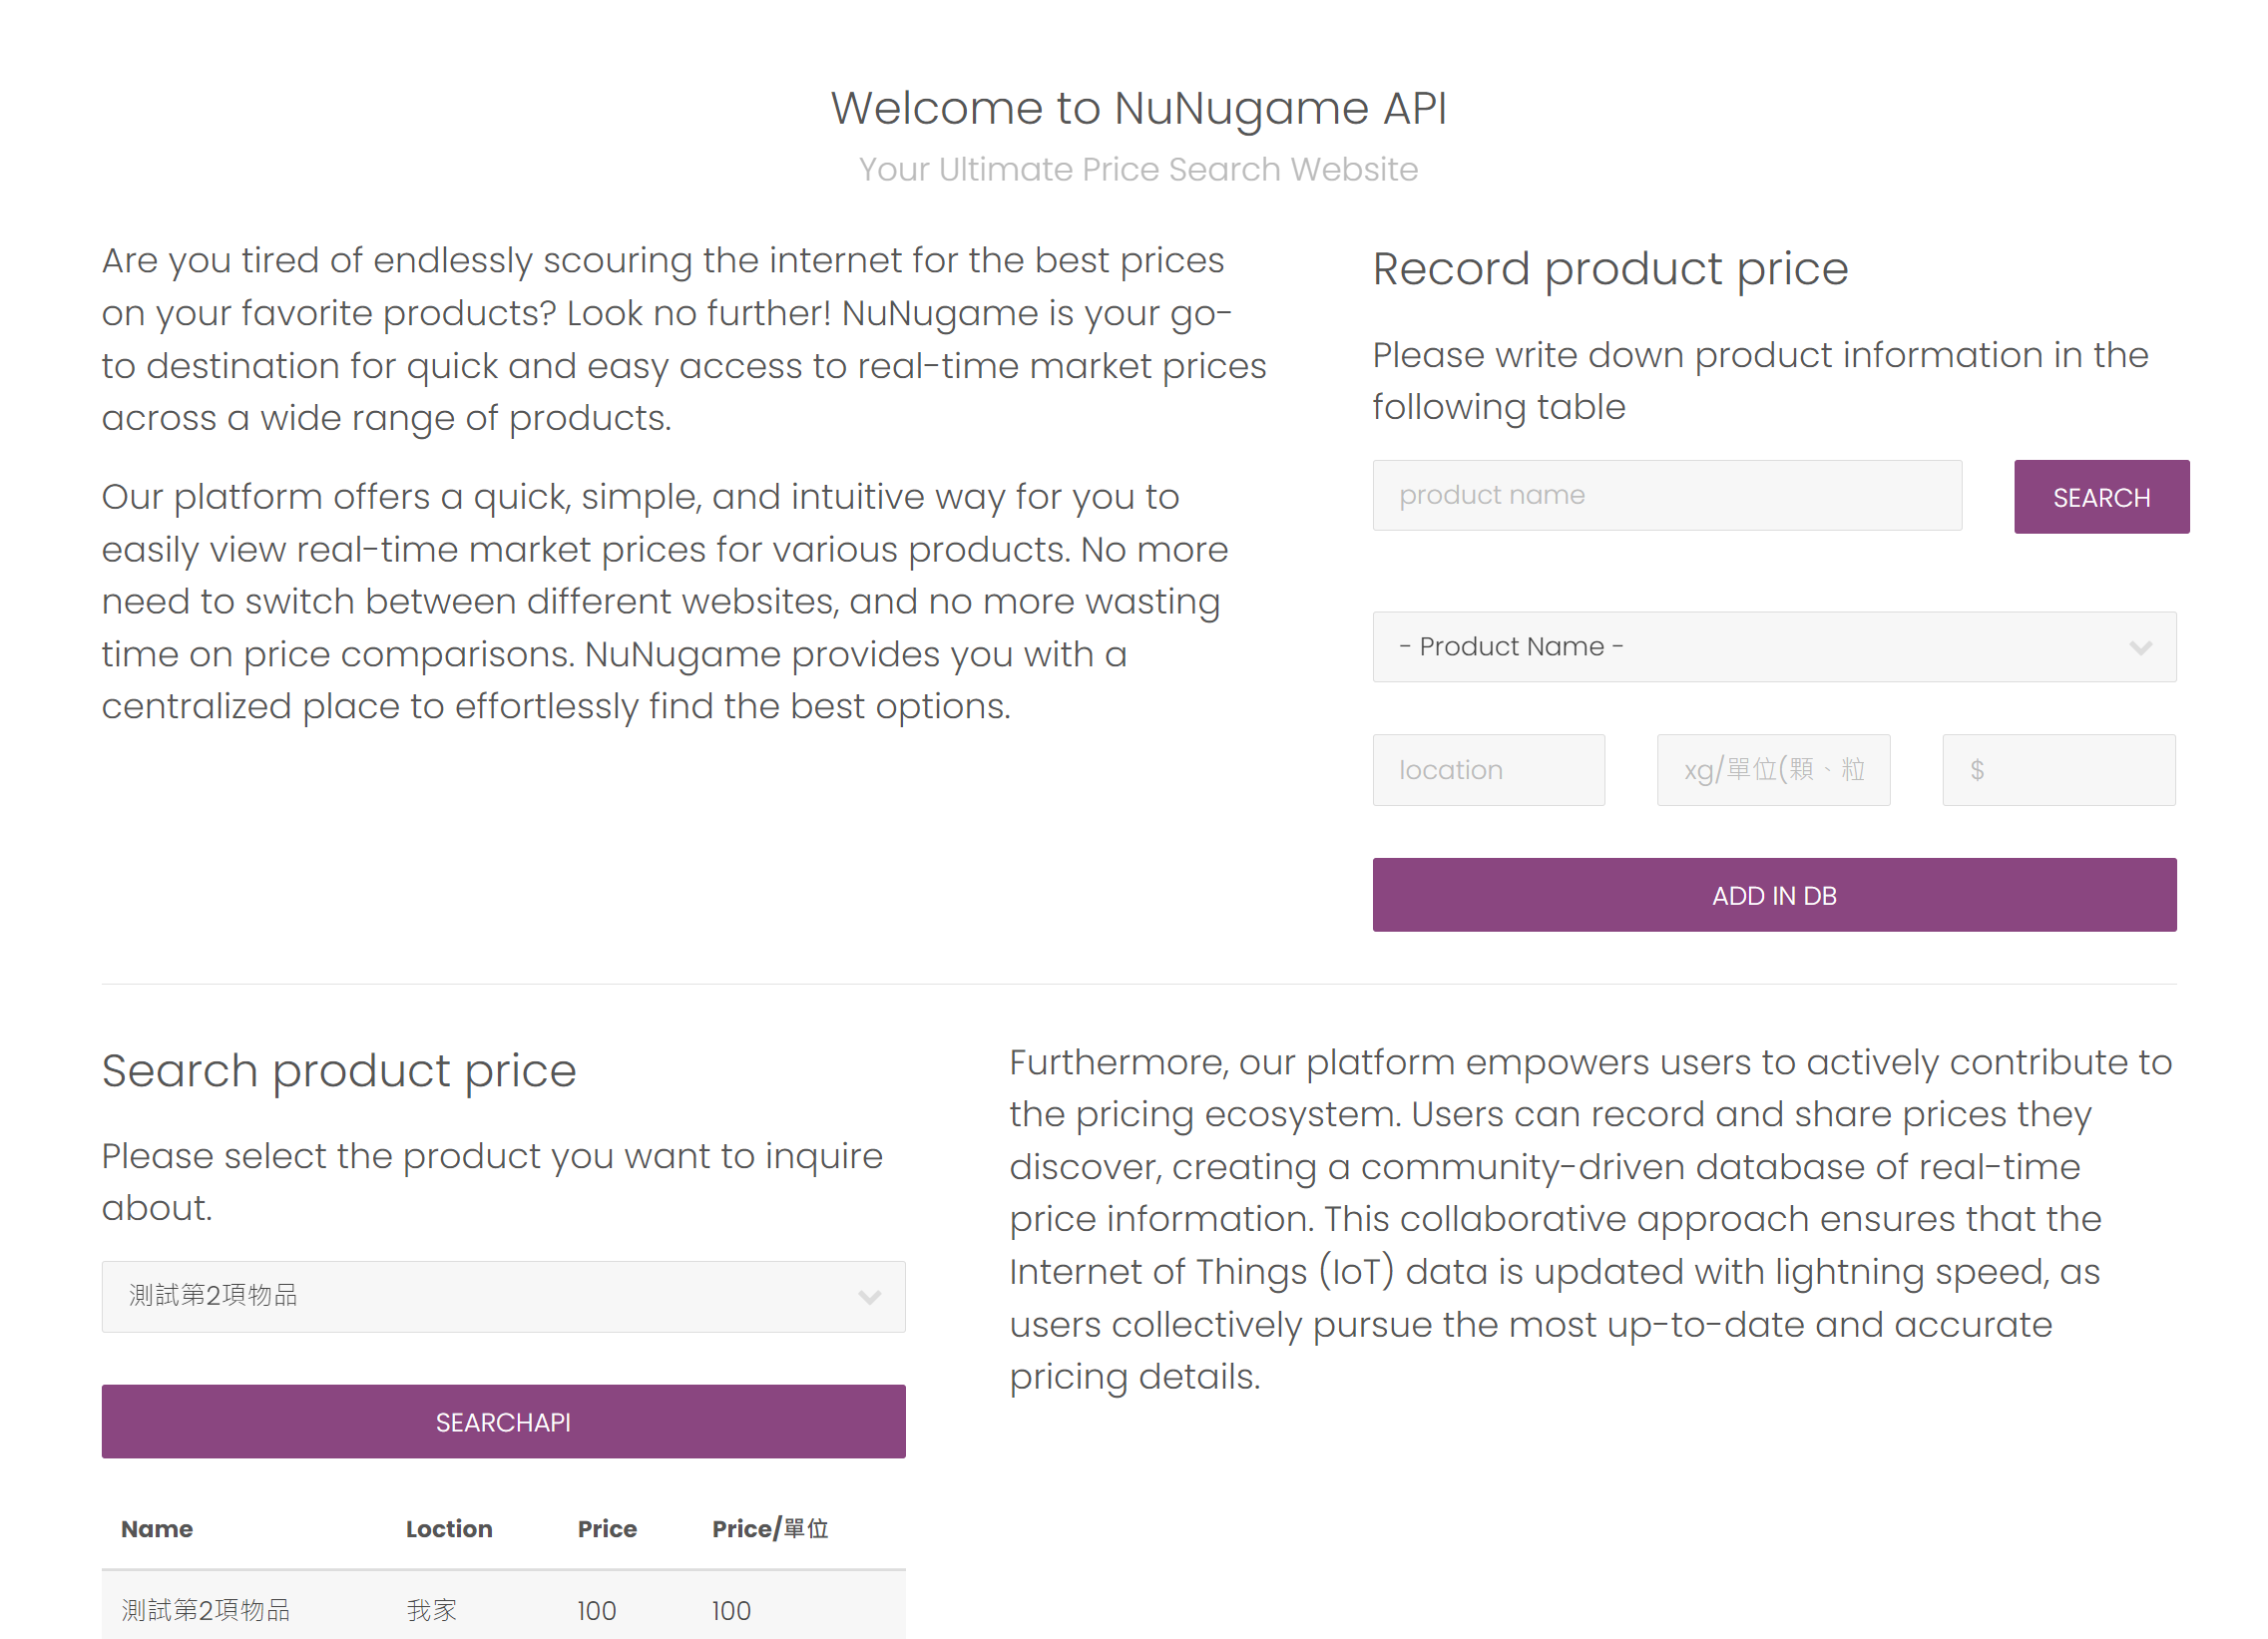 Welcome to NuNugame API
Your Ultimate Price Search Website
Are you tired of endlessly scouring the internet for the best prices
on your favorite products? Look no further! NuNugame is your go-
to destination for quick and easy access to real-time market prices
across a wide range of products.
Our platform offers a quick, simple, and intuitive way for you to
easily view real-time market prices for various products. No more
need to switch between different websites, and no more wasting
time on price comparisons. NuNugame provides you with a
centralized place to effortlessly find the best options.
Record product price
Please write down product information in the
following table
product name
SEARCH
- Product Name -
location
xg/單位(顆、粒
$
ADD IN DB
Search product price
Please select the product you want to inquire
about.
測試第2項物品
SEARCHAPI
Name Loction Price Price/單位
測試第2項物品 我家 100 100
Furthermore, our platform empowers users to actively contribute to
the pricing ecosystem. Users can record and share prices they
discover, creating a community-driven database of real-time
price information. This collaborative approach ensures that the
Internet of Things (IoT) data is updated with lightning speed, as
users collectively pursue the most up-to-date and accurate
pricing details.